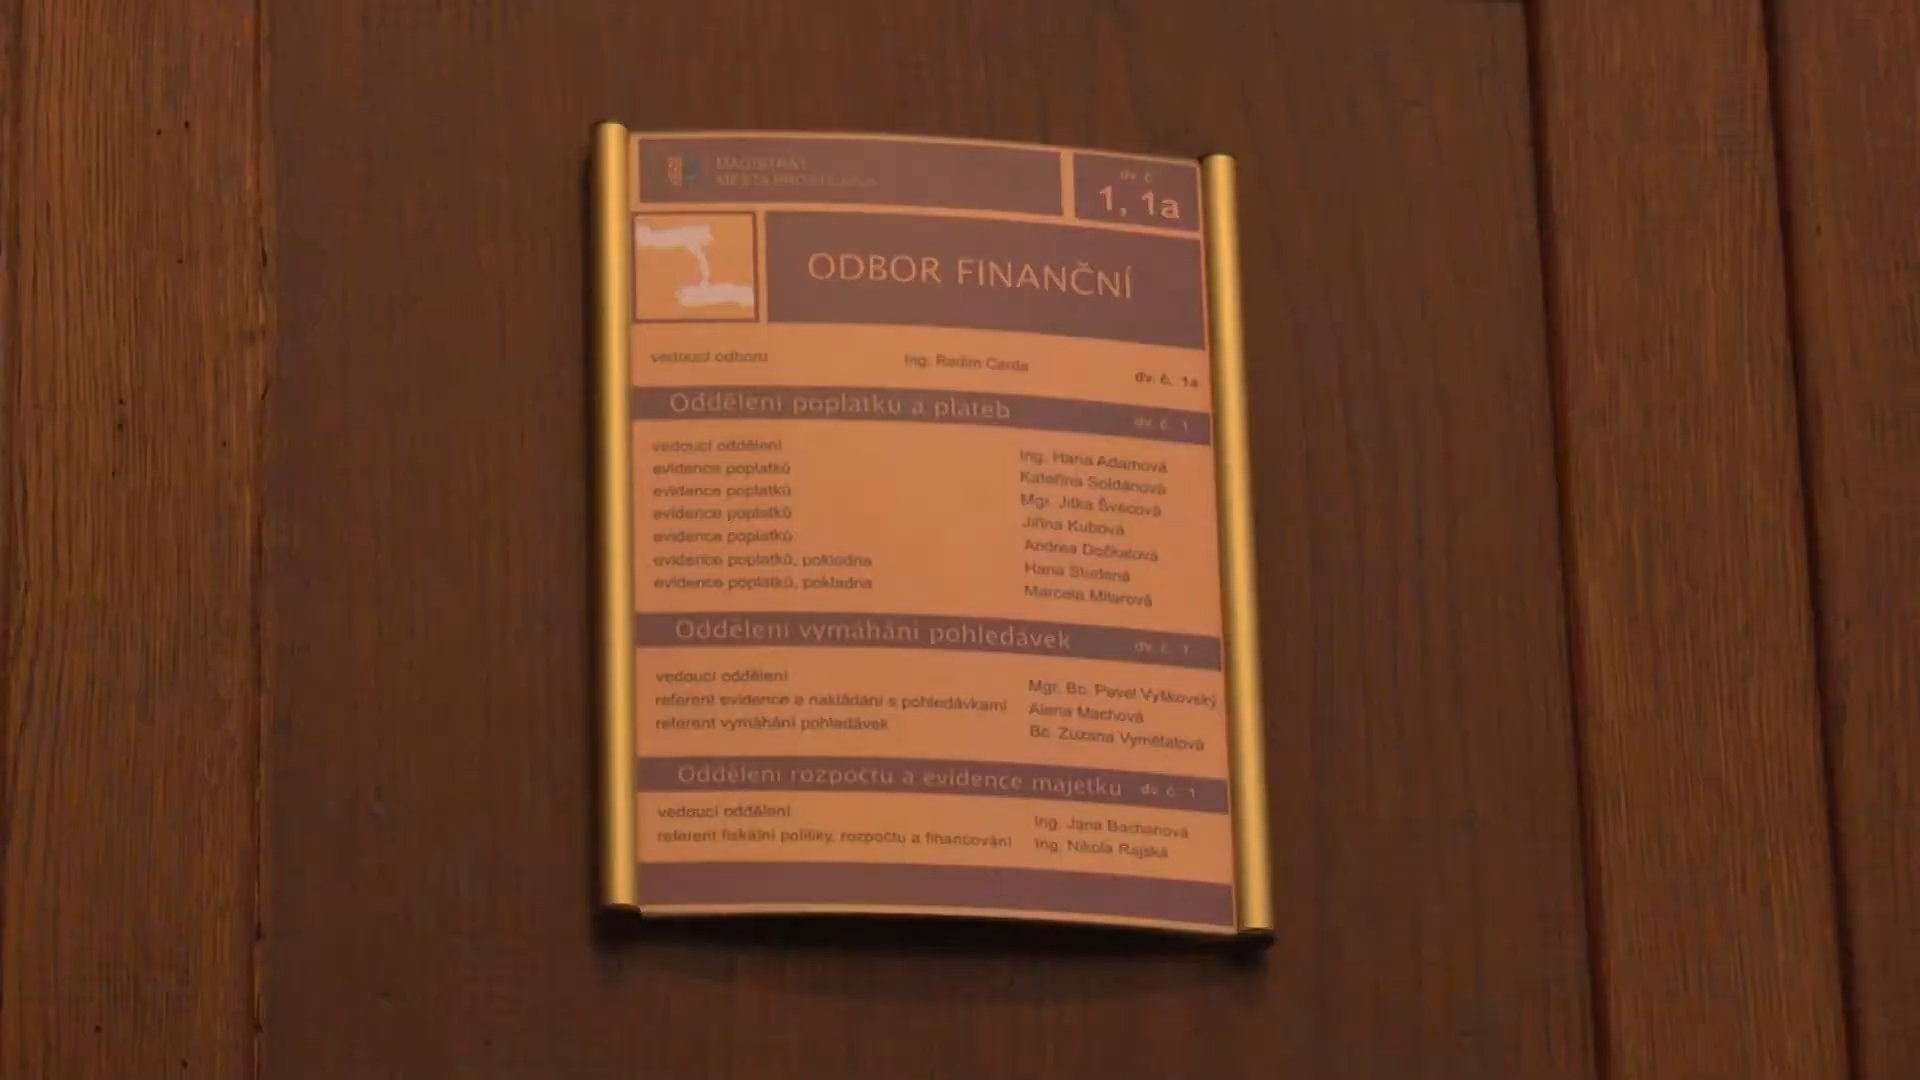 MAGISTRÁT
MĚSTA PROSTĚJOVA
dv. č.
1, 1a
ODBOR FINANČNÍ
vedoucí odboru Ing. Radim Carda dv. č. 1a
Oddělení poplatků a plateb dv. č. 1
vedoucí oddělení Ing. Hana Adamová
evidence poplatků Kateřina Soldánová
evidence poplatků Mgr. Jitka Švecová
evidence poplatků Jiřina Kubová
evidence poplatků Andrea Dočkalová
evidence poplatků, pokladna Hana Studená
evidence poplatků, pokladna Marcela Milarová
Oddělení vymáhání pohledávek dv. č. 1
vedoucí oddělení Mgr. Bc. Pavel Vyškovský
referent evidence a nakládání s pohledávkami Alena Machová
referent vymáhání pohledávek Bc. Zuzana Vymětalová
Oddělení rozpočtu a evidence majetku dv. č. 1
vedoucí oddělení Ing. Jana Bachanová
referent fiskální politiky, rozpočtu a financování Ing. Nikola Rajská